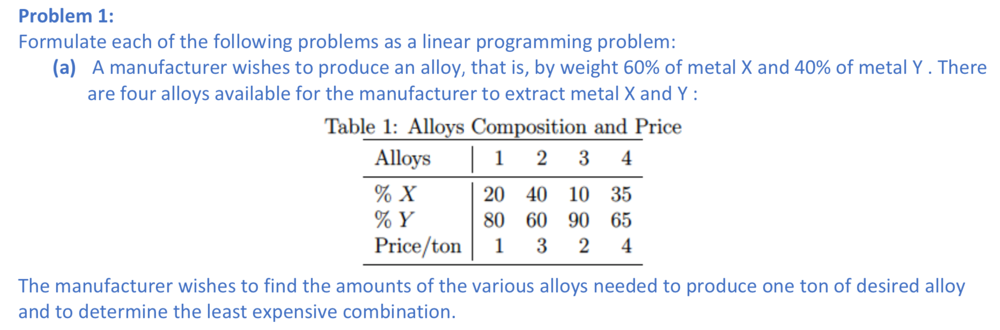 Problem 1:
Formulate each of the following problems as a linear programming problem:
(a) A manufacturer wishes to produce an alloy, that is, by weight 60% of metal X and 40% of metal Y . There
are four alloys available for the manufacturer to extract metal X and Y :
Table 1: Alloys Composition and Price
Alloys 1 2 3 4
% X 20 40 10 35
% Y 80 60 90 65
Price/ton 1 3 2 4
The manufacturer wishes to find the amounts of the various alloys needed to produce one ton of desired alloy
and to determine the least expensive combination.